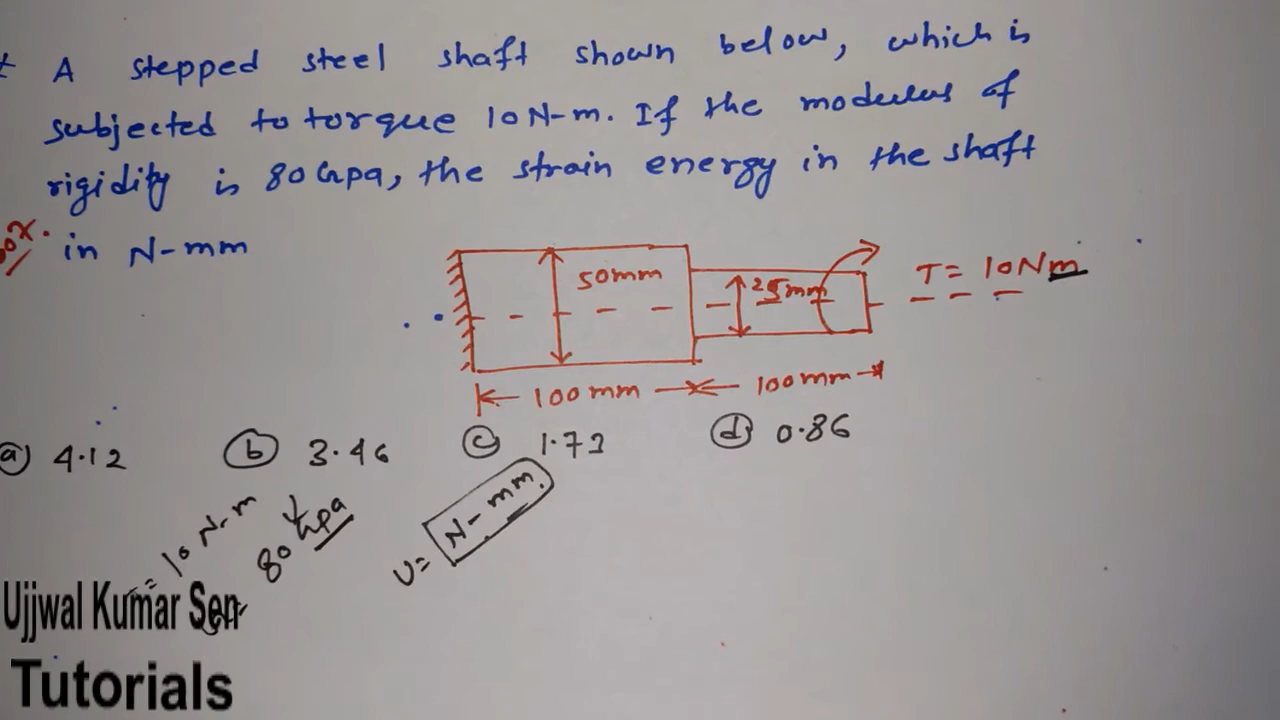 A stepped steel shaft shown below, which is
subjected to torque 10 N-m. If the modulus of
rigidity is 80 Gpa, the strain energy in the shaft
in N-mm
50mm
25mm
T = 10Nm
100 mm
100mm
a) 4.12 b) 3.46 c) 1.73 d) 0.86
= 10 N-m
80 Gpa
U = N-mm.
Ujjwal Kumar Sen
Tutorials